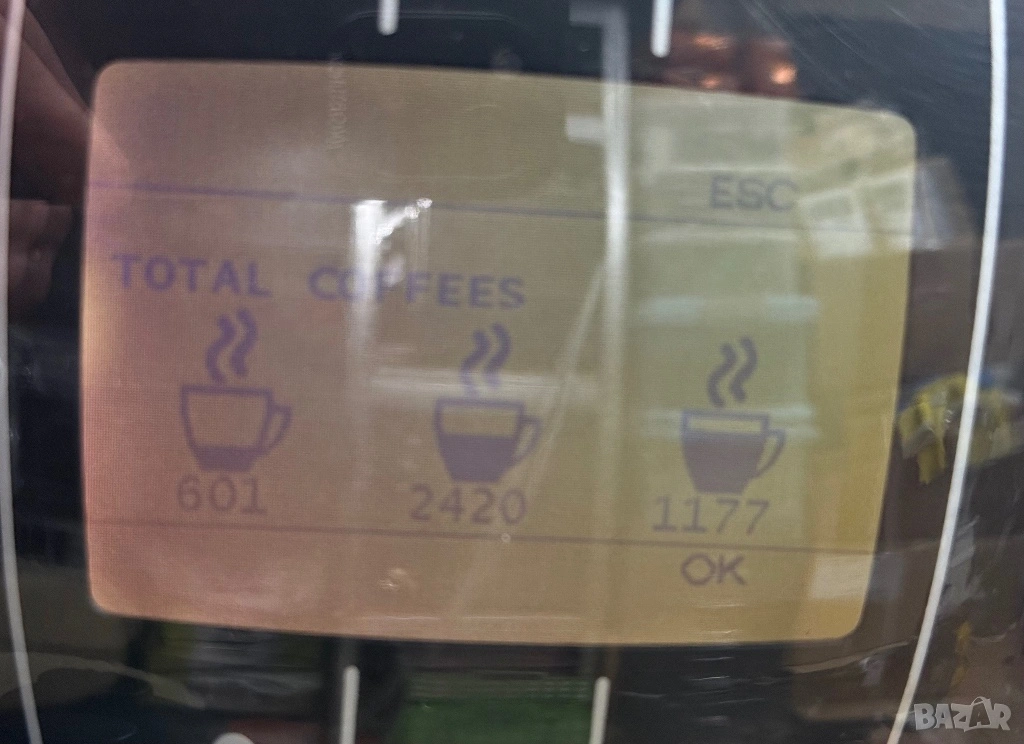 ESC
TOTAL COFFEES
601 2420 1177
OK
BAZAR